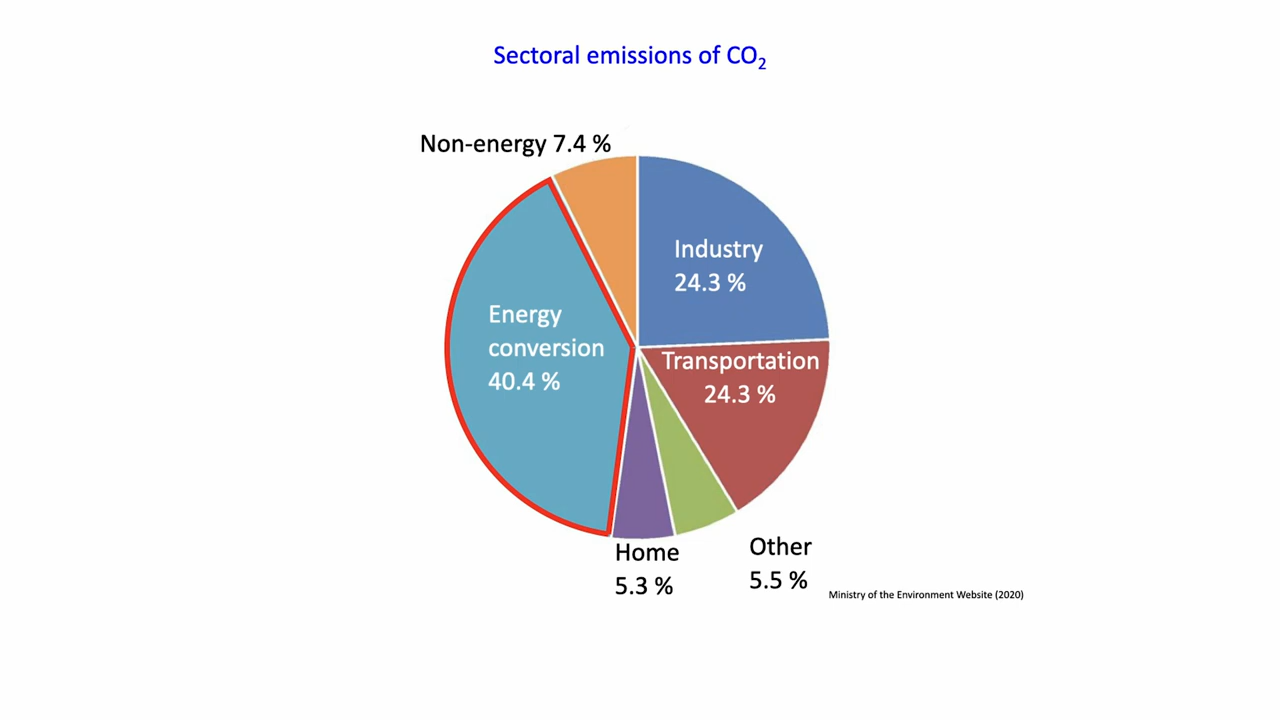 Sectoral emissions of CO₂
Non-energy 7.4 %
Industry
24.3 %
Energy
conversion
40.4 %
Transportation
24.3 %
Home
5.3 %
Other
5.5 %
Ministry of the Environment Website (2020)